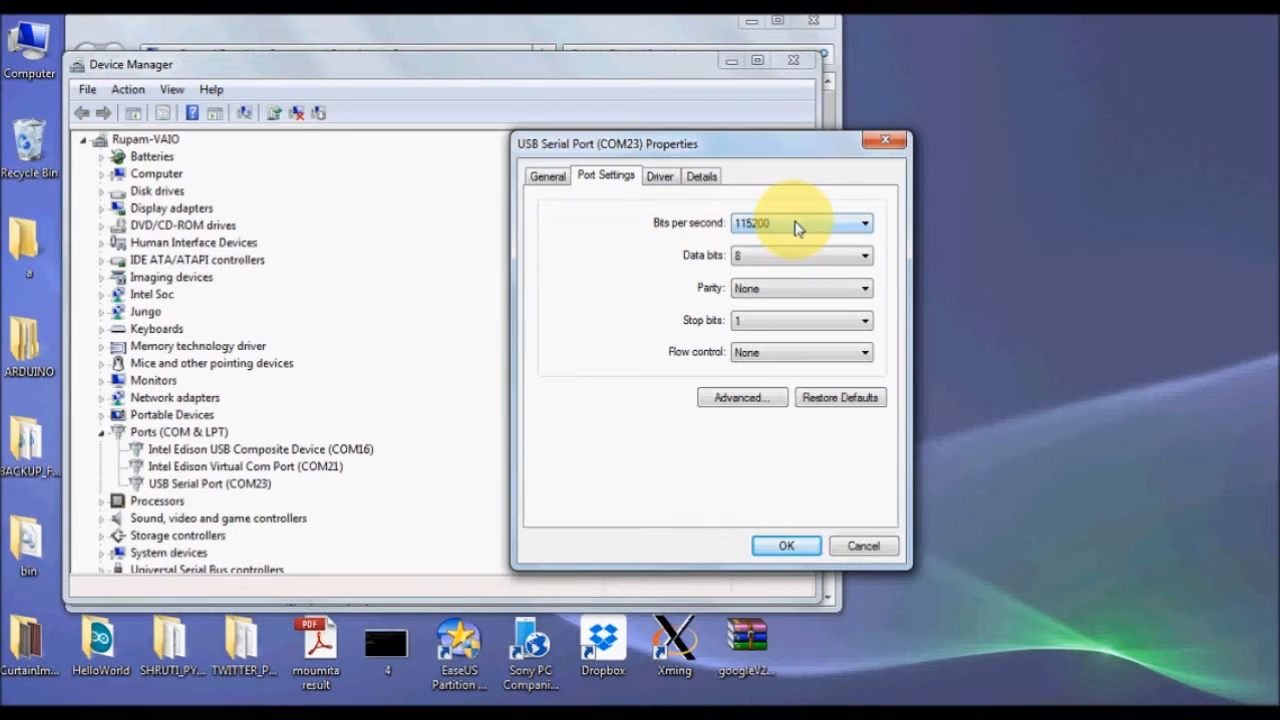 Computer
Recycle Bin
a
ARDUINO
BACKUP_F...
bin
Device Manager
File Action View Help
Rupam-VAIO
Batteries
Computer
Disk drives
Display adapters
DVD/CD-ROM drives
Human Interface Devices
IDE ATA/ATAPI controllers
Imaging devices
Intel Soc
Jungo
Keyboards
Memory technology driver
Mice and other pointing devices
Monitors
Network adapters
Portable Devices
Ports (COM & LPT)
Intel Edison USB Composite Device (COM16)
Intel Edison Virtual Com Port (COM21)
USB Serial Port (COM23)
Processors
Sound, video and game controllers
Storage controllers
System devices
Universal Serial Bus controllers
USB Serial Port (COM23) Properties
General Port Settings Driver Details
Bits per second: 115200
Data bits: 8
Parity: None
Stop bits: 1
Flow control: None
Advanced... Restore Defaults
OK Cancel
CurtainIm...
HelloWorld
SHRUTI_PY...
TWITTER_P...
PDF
moumita
result
4
EaseUS
Partition ...
Sony PC
Compani...
Dropbox
Xming
googleV2...